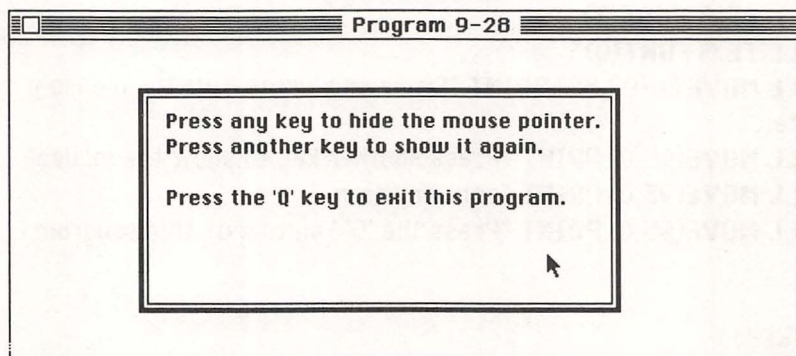 Program 9-28
Press any key to hide the mouse pointer.
Press another key to show it again.
Press the 'Q' key to exit this program.